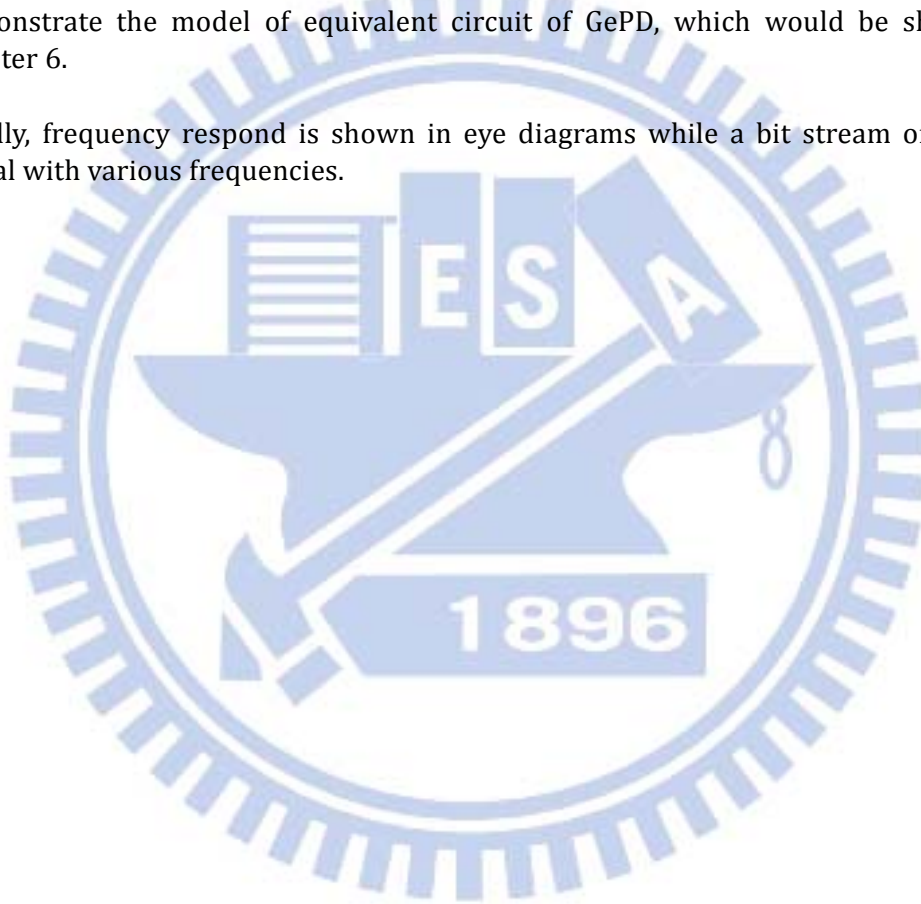 onstrate the model of equivalent circuit of GePD, which would be sh
ter 6.
lly, frequency respond is shown in eye diagrams while a bit stream o
al with various frequencies.
E S A
8
1896